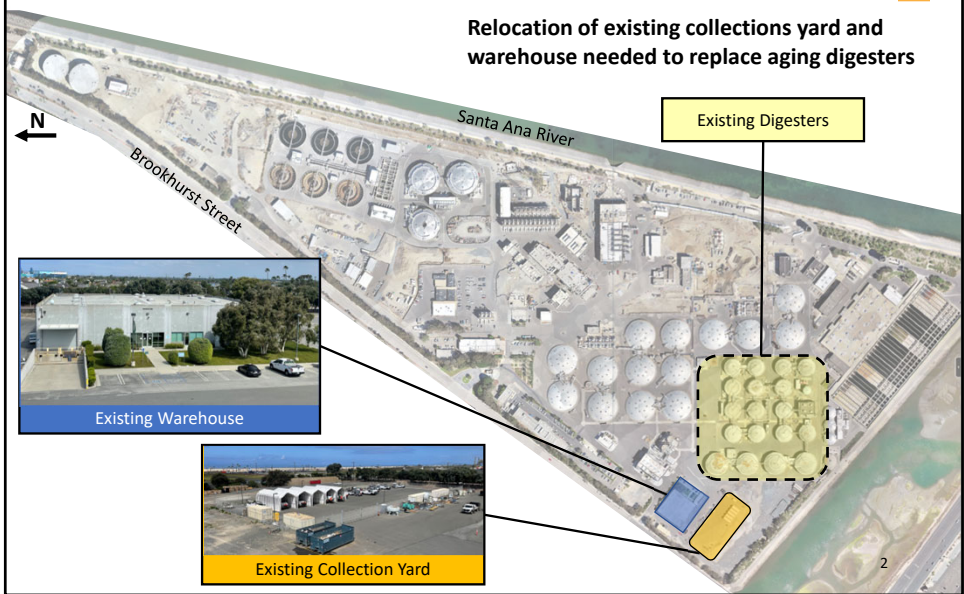 Relocation of existing collections yard and
warehouse needed to replace aging digesters
N
Santa Ana River
Existing Digesters
Brookhurst Street
Existing Warehouse
Existing Collection Yard
2